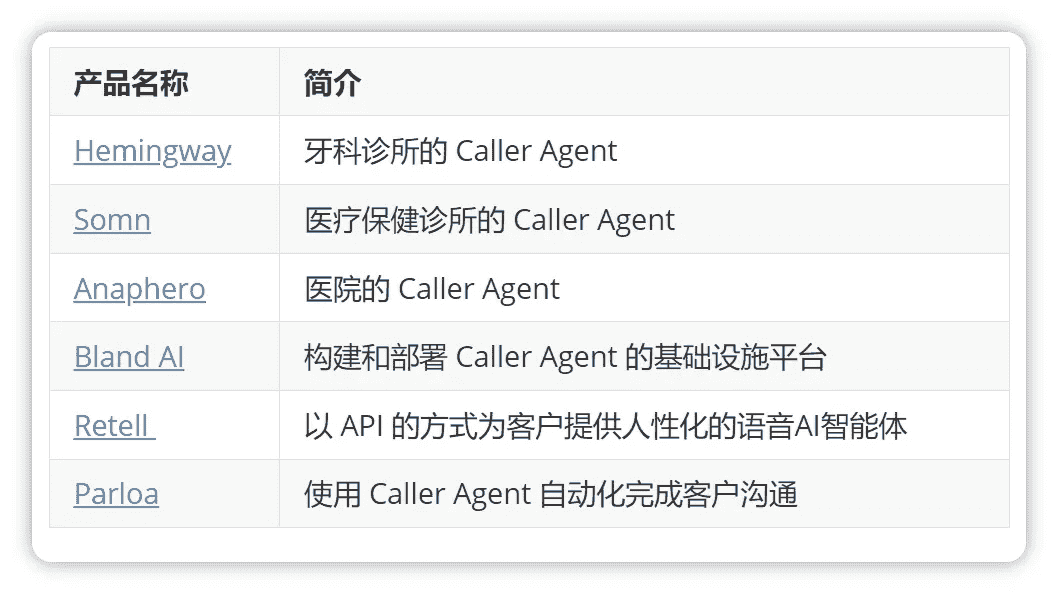 产品名称 简介
Hemingway 牙科诊所的 Caller Agent
Somn 医疗保健诊所的 Caller Agent
Anaphero 医院的 Caller Agent
Bland AI 构建和部署 Caller Agent 的基础设施平台
Retell 以 API 的方式为客户提供人性化的语音AI智能体
Parloa 使用 Caller Agent 自动化完成客户沟通